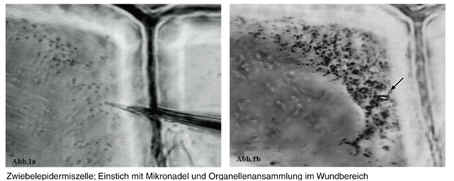 Abb.1a
Abb.1b
Zwiebelepidermiszelle; Einstich mit Mikronadel und Organellenansammlung im Wundbereich